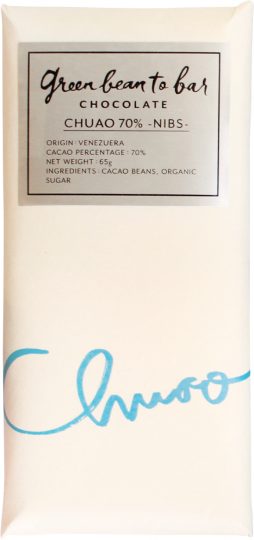 green bean to bar
CHOCOLATE
CHUAO 70% -NIBS-
ORIGIN : VENEZUERA
CACAO PERCENTAGE : 70%
NET WEIGHT : 65g
INGREDIENTS : CACAO BEANS, ORGANIC
SUGAR
Chuao